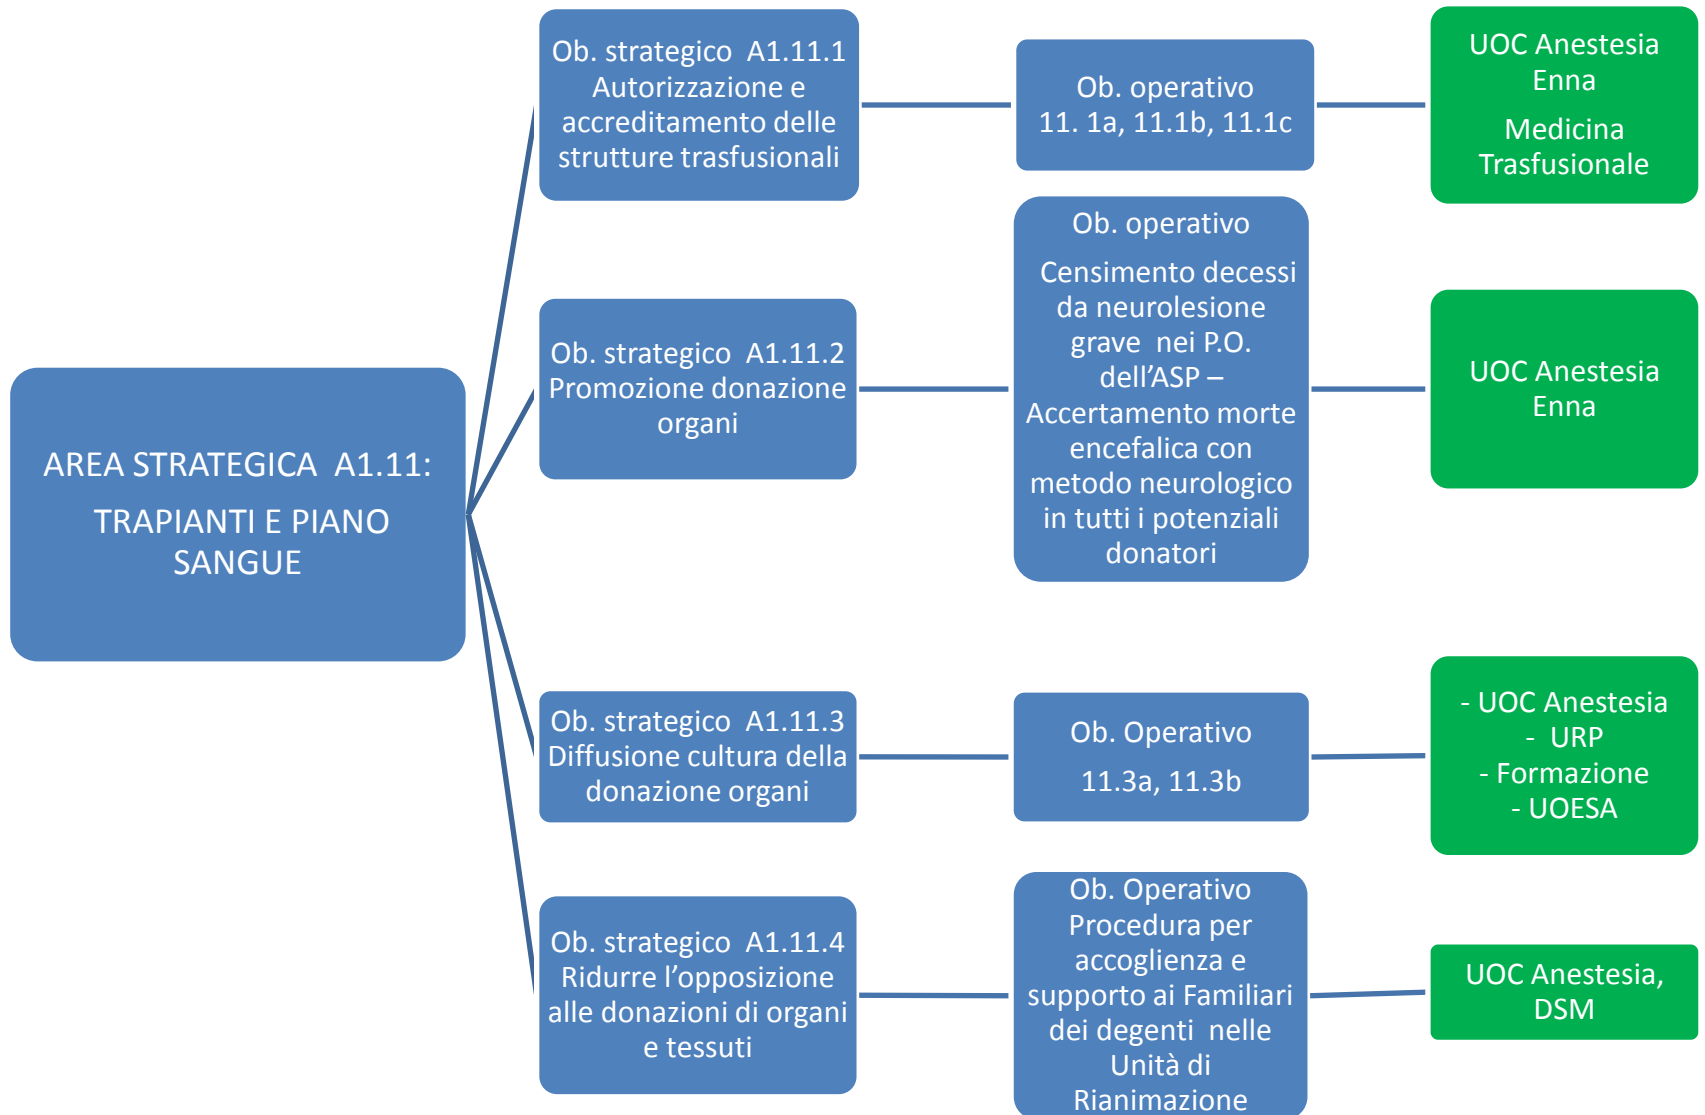 AREA STRATEGICA A1.11:
TRAPIANTI E PIANO
SANGUE
Ob. strategico A1.11.1
Autorizzazione e
accreditamento delle
strutture trasfusionali
Ob. operativo
11. 1a, 11.1b, 11.1c
UOC Anestesia
Enna
Medicina
Trasfusionale
Ob. strategico A1.11.2
Promozione donazione
organi
Ob. operativo
Censimento decessi
da neurolesione
grave nei P.O.
dell’ASP –
Accertamento morte
encefalica con
metodo neurologico
in tutti i potenziali
donatori
UOC Anestesia
Enna
Ob. strategico A1.11.3
Diffusione cultura della
donazione organi
Ob. Operativo
11.3a, 11.3b
- UOC Anestesia
- URP
- Formazione
- UOESA
Ob. strategico A1.11.4
Ridurre l’opposizione
alle donazioni di organi
e tessuti
Ob. Operativo
Procedura per
accoglienza e
supporto ai Familiari
dei degenti nelle
Unità di
Rianimazione
UOC Anestesia,
DSM